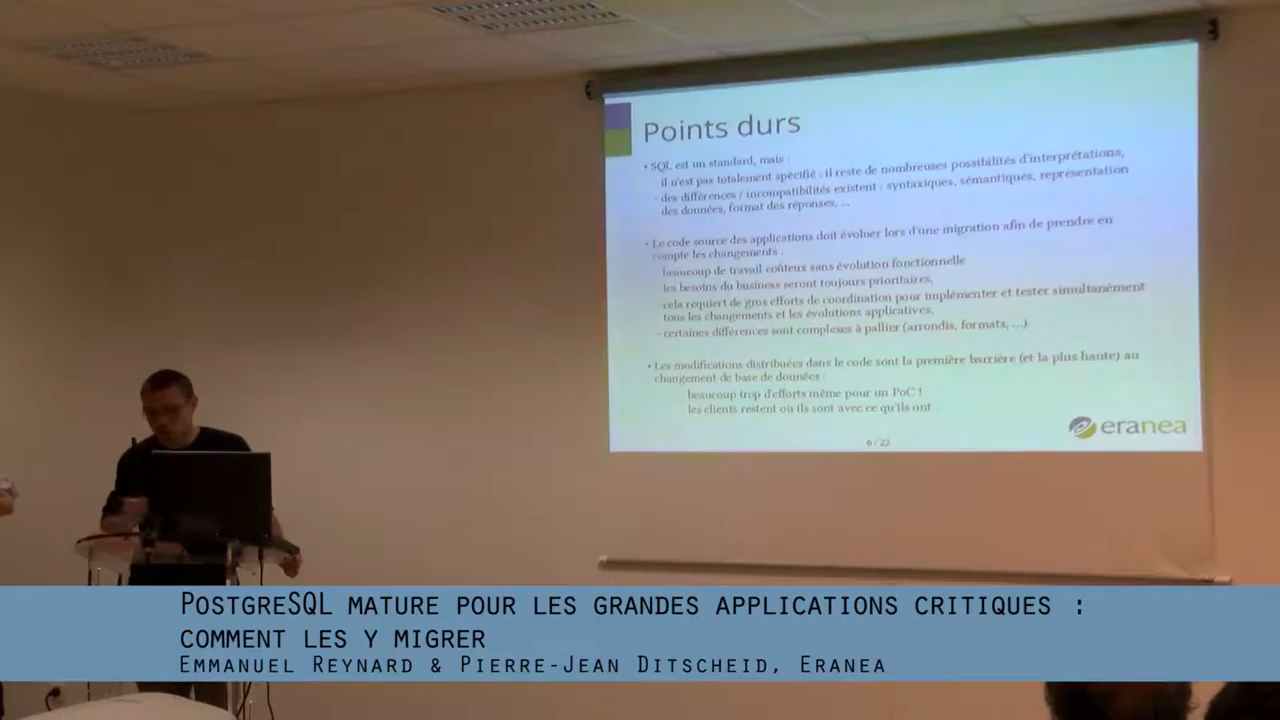 Points durs
• SQL est un standard, mais :
il n'est pas totalement spécifié : il reste de nombreuses possibilités d'interprétations,
– des différences / incompatibilités existent : syntaxiques, sémantiques, représentation
des données, format des réponses, ...
• Le code source des applications doit évoluer lors d'une migration afin de prendre en
compte les changements :
beaucoup de travail coûteux sans évolution fonctionnelle
les besoins du business seront toujours prioritaires,
cela requiert de gros efforts de coordination pour implémenter et tester simultanément
tous les changements et les évolutions applicatives,
– certaines différences sont complexes à pallier (arrondis, formats, ...).
• Les modifications distribuées dans le code sont la première barrière (et la plus haute) au
changement de base de données :
beaucoup trop d'efforts même pour un PoC !
les clients restent où ils sont avec ce qu'ils ont
eranea
6 / 22
PostgreSQL mature pour les grandes applications critiques :
comment les y migrer
Emmanuel Reynard & Pierre-Jean Ditscheid, Eranea